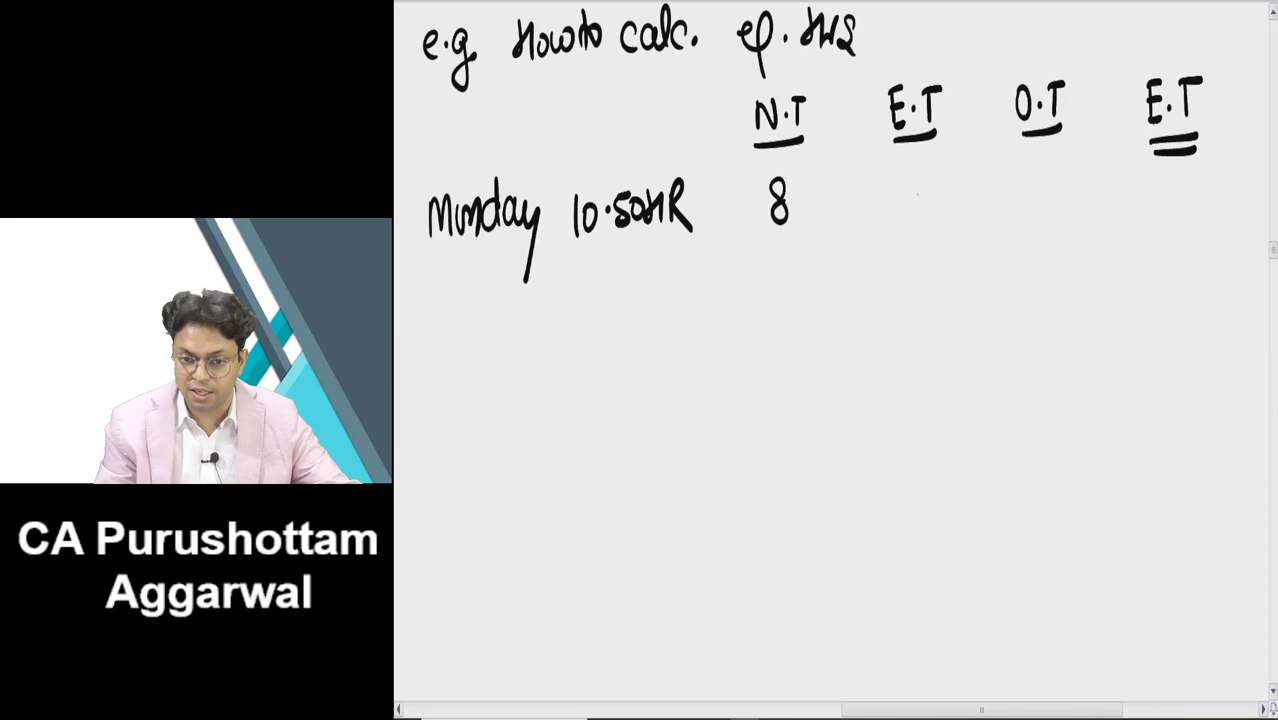 e.g How to calc. ef. HRS
N.T E.T O.T E.T
Monday 10.50HR 8
CA Purushottam
Aggarwal